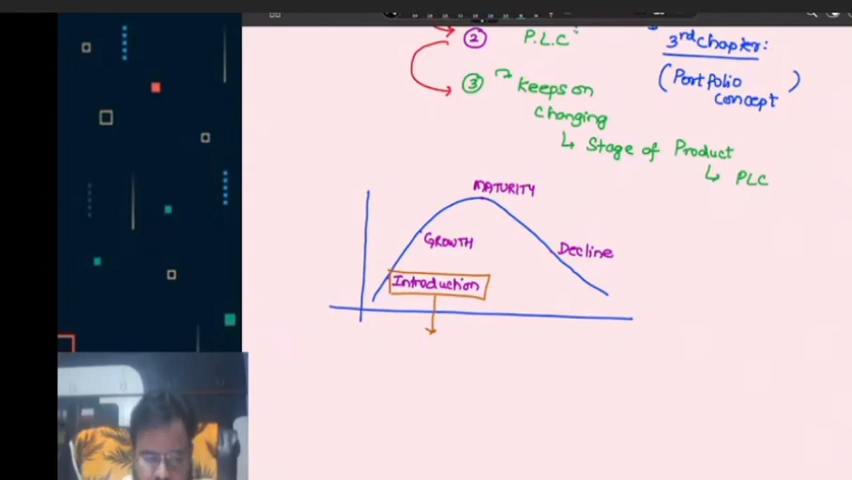 ② P.L.C:
3rd Chapter:
(Portfolio
concept)
③ Keeps on
changing
↳ Stage of Product
↳ PLC
MATURITY
GROWTH
Decline
Introduction